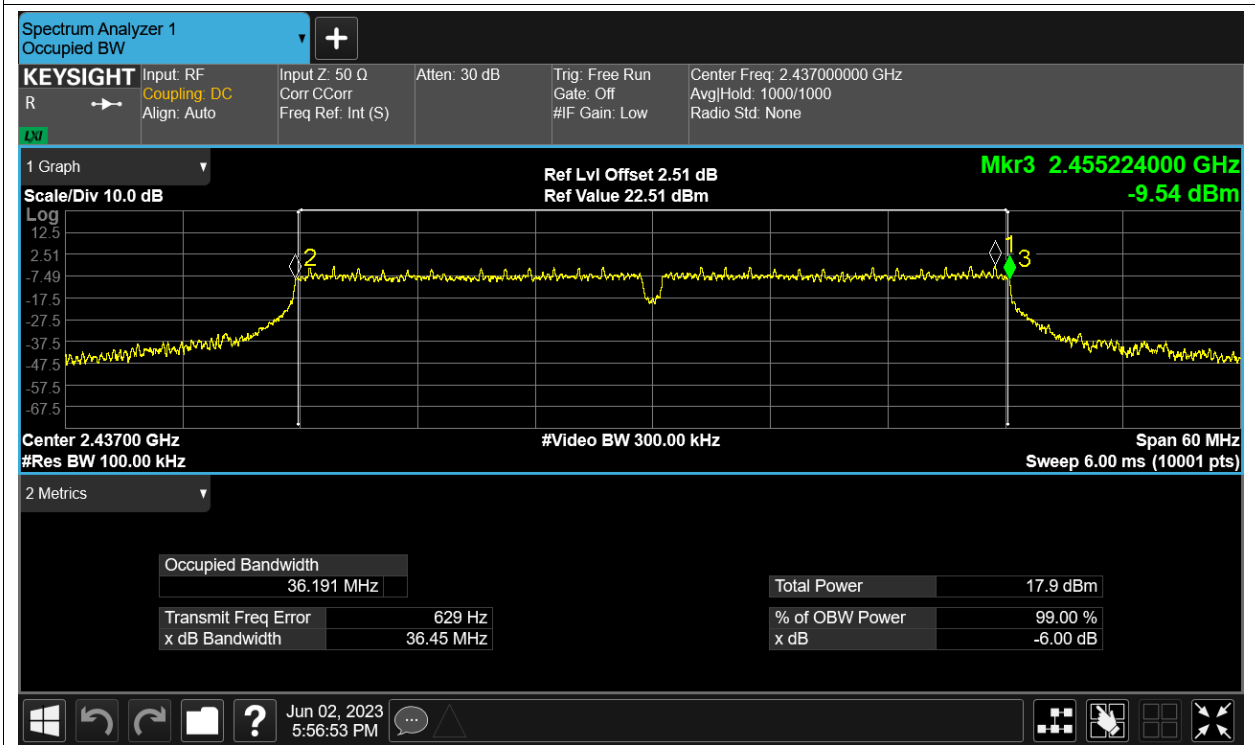 Spectrum Analyzer 1
Occupied BW
KEYSIGHT
R
LXI
Input: RF
Coupling: DC
Align: Auto
Input Z: 50 Ω
Corr CCorr
Freq Ref: Int (S)
Atten: 30 dB
Trig: Free Run
Gate: Off
#IF Gain: Low
Center Freq: 2.437000000 GHz
Avg|Hold: 1000/1000
Radio Std: None
1 Graph
Scale/Div 10.0 dB
Ref Lvl Offset 2.51 dB
Ref Value 22.51 dBm
Mkr3 2.455224000 GHz
-9.54 dBm
Log
12.5
2.51
-7.49
-17.5
-27.5
-37.5
-47.5
-57.5
-67.5
2
1
3
Center 2.43700 GHz
#Res BW 100.00 kHz
#Video BW 300.00 kHz
Span 60 MHz
Sweep 6.00 ms (10001 pts)
2 Metrics
Occupied Bandwidth
36.191 MHz
Transmit Freq Error 629 Hz
x dB Bandwidth 36.45 MHz
Total Power 17.9 dBm
% of OBW Power 99.00 %
x dB -6.00 dB
Jun 02, 2023
5:56:53 PM